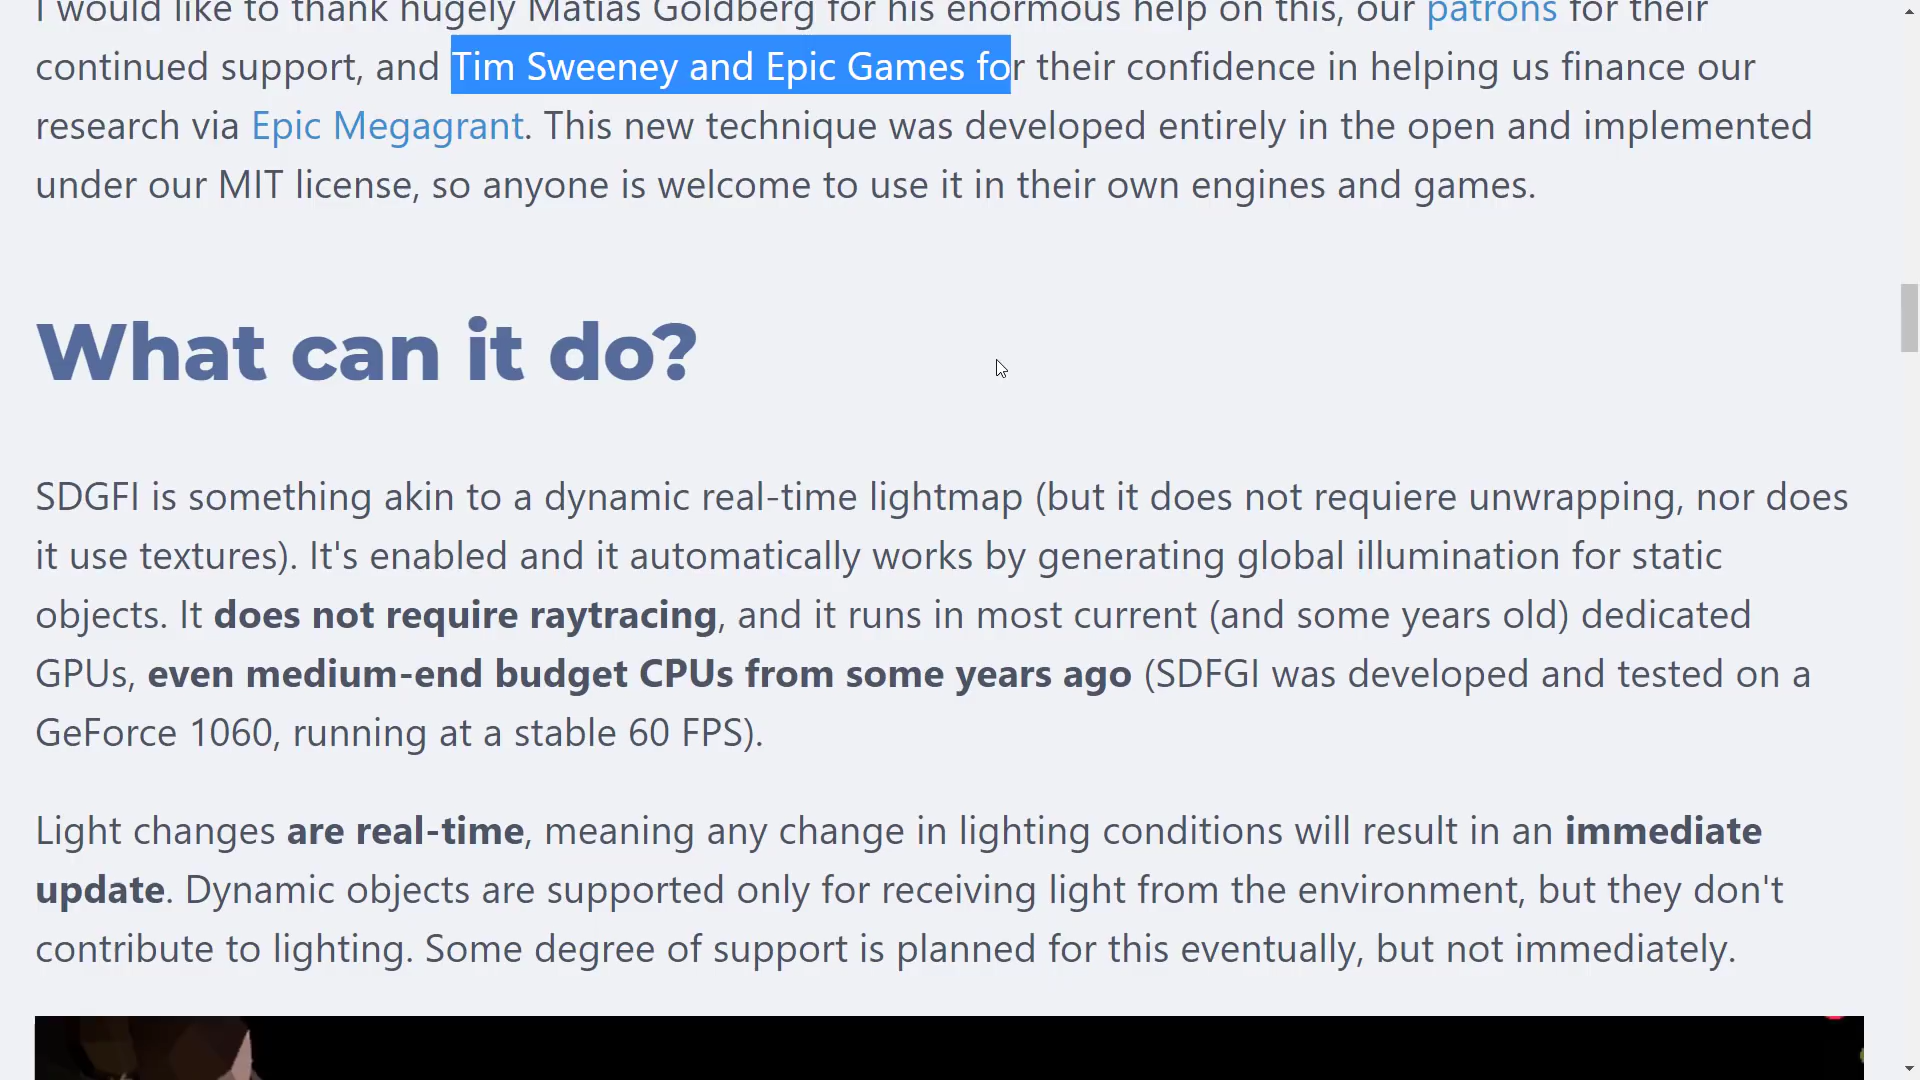 I would like to thank hugely Matias Goldberg for his enormous help on this, our patrons for their
continued support, and Tim Sweeney and Epic Games for their confidence in helping us finance our
research via Epic Megagrant. This new technique was developed entirely in the open and implemented
under our MIT license, so anyone is welcome to use it in their own engines and games.
What can it do?
SDGFI is something akin to a dynamic real-time lightmap (but it does not requiere unwrapping, nor does
it use textures). It's enabled and it automatically works by generating global illumination for static
objects. It does not require raytracing, and it runs in most current (and some years old) dedicated
GPUs, even medium-end budget CPUs from some years ago (SDFGI was developed and tested on a
GeForce 1060, running at a stable 60 FPS).
Light changes are real-time, meaning any change in lighting conditions will result in an immediate
update. Dynamic objects are supported only for receiving light from the environment, but they don't
contribute to lighting. Some degree of support is planned for this eventually, but not immediately.